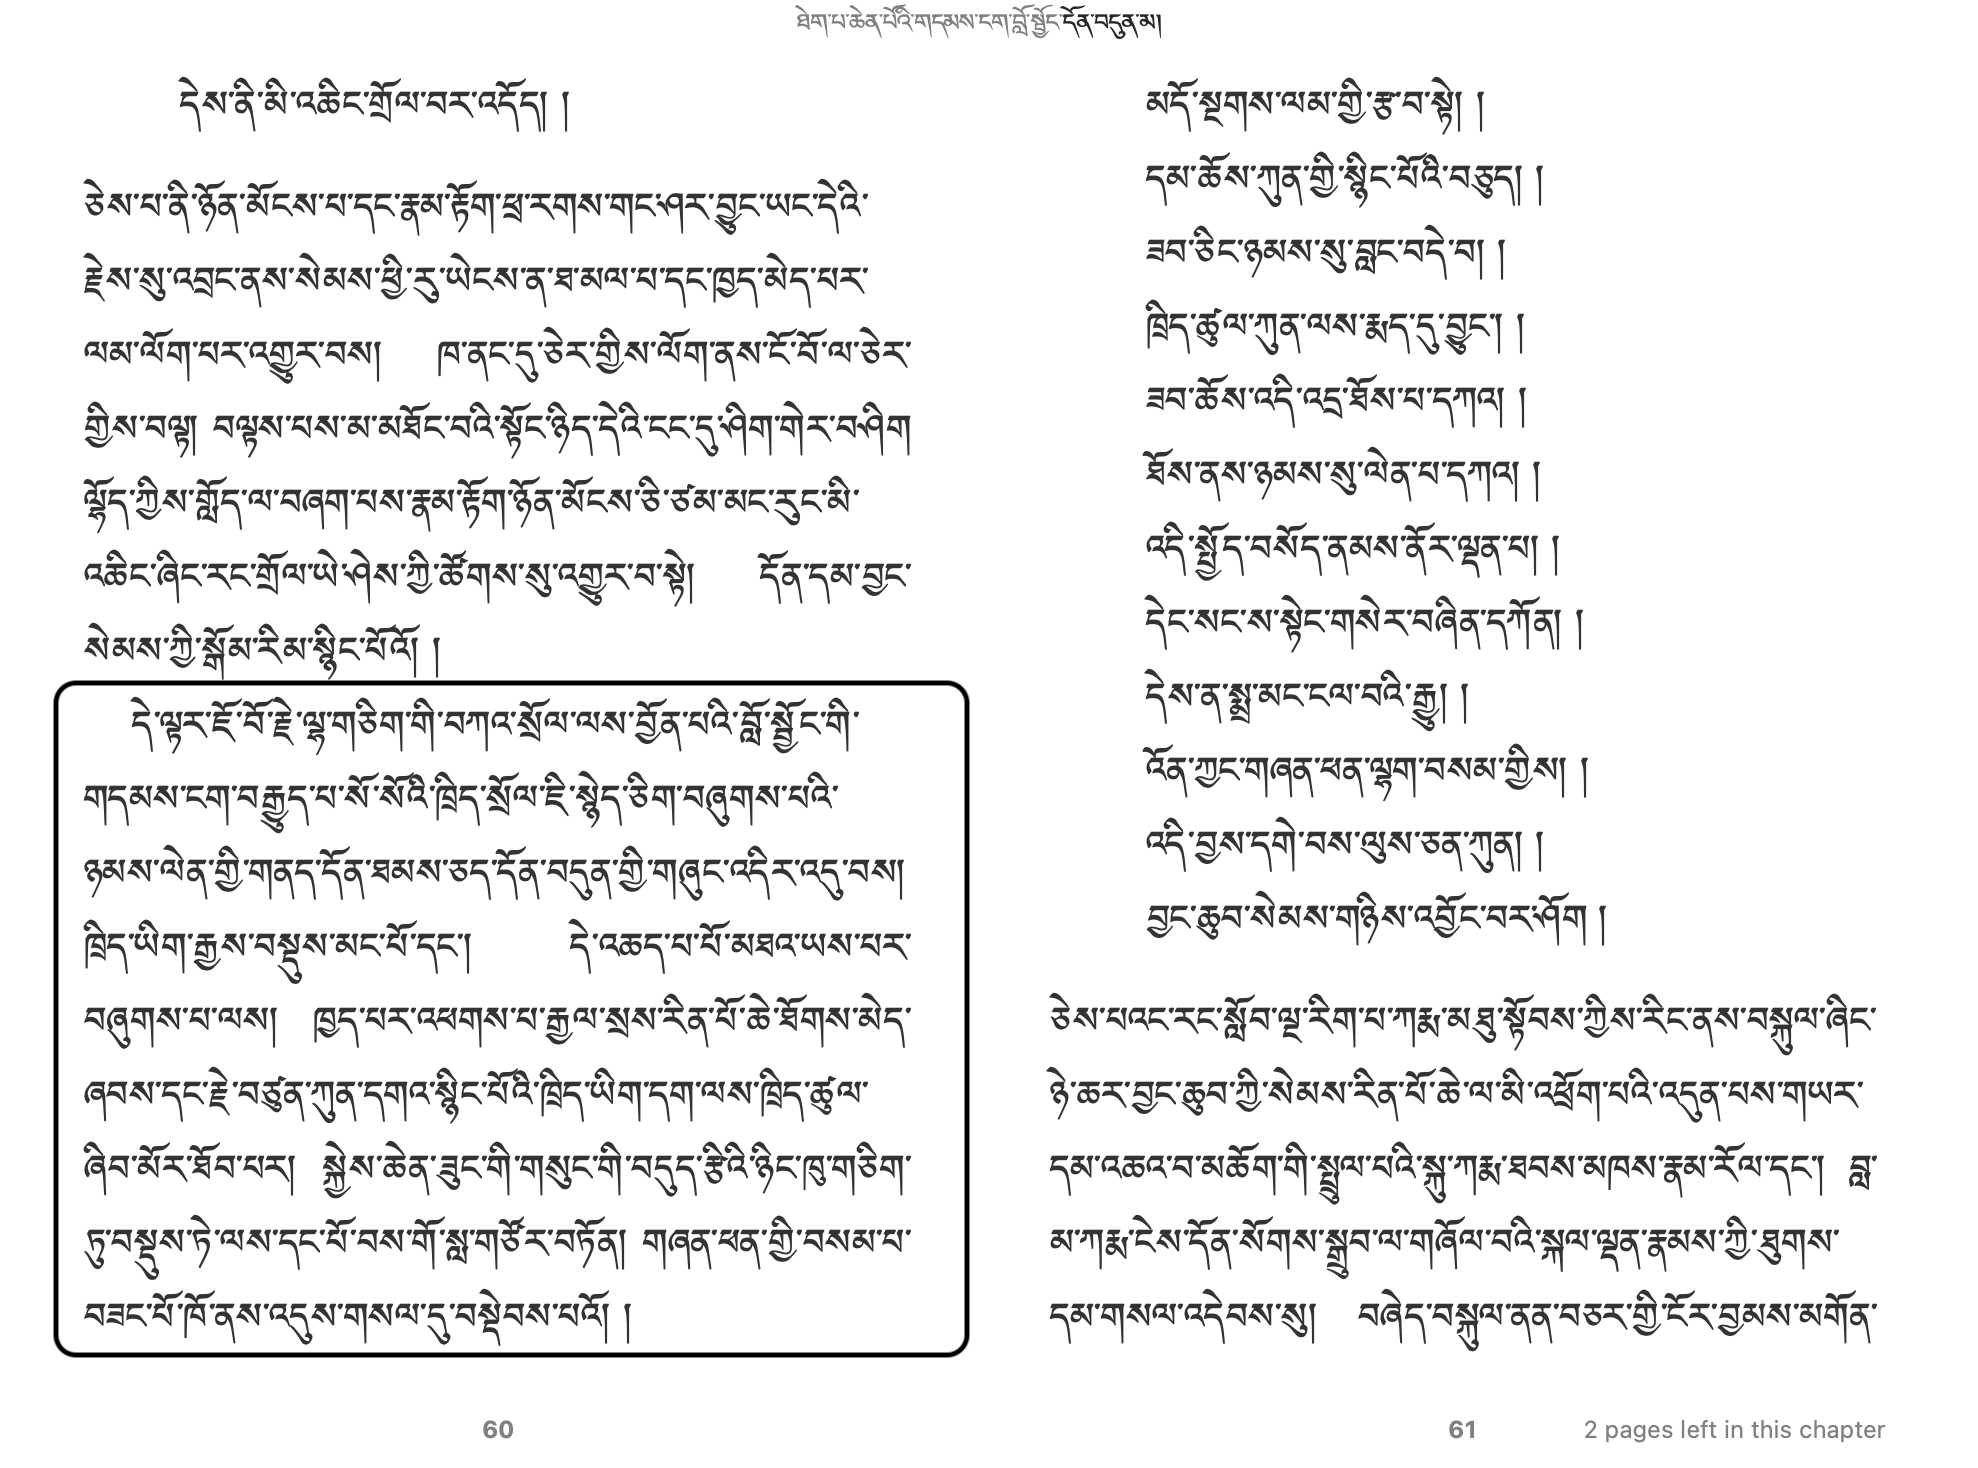 ཐེག་པ་ཆེན་པོའི་གདམས་ངག་བློ་སྦྱོང་དོན་བདུན་མ།
དེས་ནི་མི་འཆིང་གྲོལ་བར་འདོད། །
ཅེས་པ་ནི་ཉོན་མོངས་པ་དང་རྣམ་རྟོག་ཕྲ་རགས་གང་ཤར་བྱུང་ཡང་དེའི་
རྗེས་སུ་འབྲང་ནས་སེམས་ཕྱི་རུ་ཡེངས་ན་ཐ་མལ་པ་དང་ཁྱད་མེད་པར་
ལམ་ལོག་པར་འགྱུར་བས། ཁ་ནང་དུ་ཅེར་གྱིས་ལོག་ནས་ངོ་བོ་ལ་ཅེར་
གྱིས་བལྟ། བལྟས་པས་མ་མཐོང་བའི་སྟོང་ཉིད་དེའི་ངང་དུ་ཤིག་གེར་བཤིག
ལྷོད་ཀྱིས་གློད་ལ་བཞག་པས་རྣམ་རྟོག་ཉོན་མོངས་ཅི་ཙམ་མང་རུང་མི་
འཆིང་ཞིང་རང་གྲོལ་ཡེ་ཤེས་ཀྱི་ཚོགས་སུ་འགྱུར་བ་སྟེ། དོན་དམ་བྱང་
སེམས་ཀྱི་སྒོམ་རིམ་སྙིང་པོའོ། །
དེ་ལྟར་ཇོ་བོ་རྗེ་ལྷ་གཅིག་གི་བཀའ་སྲོལ་ལས་བྱོན་པའི་བློ་སྦྱོང་གི་
གདམས་ངག་བརྒྱུད་པ་སོ་སོའི་ཁྲིད་སྲོལ་ཇི་སྙེད་ཅིག་བཞུགས་པའི་
ཉམས་ལེན་གྱི་གནད་དོན་ཐམས་ཅད་དོན་བདུན་གྱི་གཞུང་འདིར་འདུ་བས།
ཁྲིད་ཡིག་རྒྱས་བསྡུས་མང་པོ་དང་། དེ་འཆད་པ་པོ་མཐའ་ཡས་པར་
བཞུགས་པ་ལས། ཁྱད་པར་འཕགས་པ་རྒྱལ་སྲས་རིན་པོ་ཆེ་ཐོགས་མེད་
ཞབས་དང་རྗེ་བཙུན་ཀུན་དགའ་སྙིང་པོའི་ཁྲིད་ཡིག་དག་ལས་ཁྲིད་ཚུལ་
ཞིབ་མོར་ཐོབ་པར། སྐྱེས་ཆེན་ཟུང་གི་གསུང་གི་བདུད་རྩིའི་ཉིང་ཁུ་གཅིག་
ཏུ་བསྡུས་ཏེ་ལས་དང་པོ་བས་གོ་སླ་གཙོར་བཏོན། གཞན་ཕན་གྱི་བསམ་པ་
བཟང་པོ་ཁོ་ནས་འདུས་གསལ་དུ་བསྡེབས་པའོ། །
60
མདོ་སྔགས་ལམ་གྱི་རྩ་བ་སྟེ། །
དམ་ཆོས་ཀུན་གྱི་སྙིང་པོའི་བཅུད། །
ཟབ་ཅིང་ཉམས་སུ་བླང་བདེ་བ། །
ཁྲིད་ཚུལ་ཀུན་ལས་རྨད་དུ་བྱུང་། །
ཟབ་ཆོས་འདི་འདྲ་ཐོས་པ་དཀའ། །
ཐོས་ནས་ཉམས་སུ་ལེན་པ་དཀའ། །
འདི་སྤྱོད་བསོད་ནམས་ནོར་ལྡན་པ། །
དེང་སང་ས་སྟེང་གསེར་བཞིན་དཀོན། །
དེས་ན་སྨྲ་མང་ངལ་བའི་རྒྱུ། །
འོན་ཀྱང་གཞན་ཕན་ལྷག་བསམ་གྱིས། །
འདི་བྱས་དགེ་བས་ལུས་ཅན་ཀུན། །
བྱང་ཆུབ་སེམས་གཉིས་འབྱོང་བར་ཤོག །
ཅེས་པའང་རང་སློབ་ལྔ་རིག་པ་ཀརྨ་མཐུ་སྟོབས་ཀྱིས་རིང་ནས་བསྐུལ་ཞིང་
ཉེ་ཆར་བྱང་ཆུབ་ཀྱི་སེམས་རིན་པོ་ཆེ་ལ་མི་འཕྲོག་པའི་འདུན་པས་གཡར་
དམ་འཆའ་བ་མཆོག་གི་སྤྲུལ་པའི་སྐུ་ཀརྨ་ཐབས་མཁས་རྣམ་རོལ་དང་། བླ་
མ་ཀརྨ་ངེས་དོན་སོགས་སྒྲུབ་ལ་གཞོལ་བའི་སྐལ་ལྡན་རྣམས་ཀྱི་ཐུགས་
དམ་གསལ་འདེབས་སུ། བཞེད་བསྐུལ་ནན་བཅར་གྱི་ངོར་བྱམས་མགོན་
61
2 pages left in this chapter